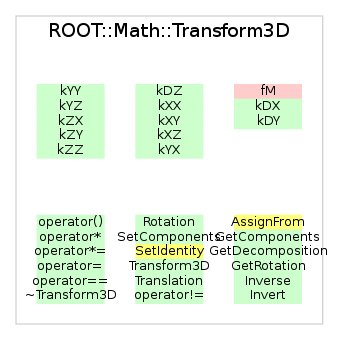 ROOT::Math::Transform3D
kYY kDZ fM
kYZ kXX kDX
kZX kXY kDY
kZY kXZ
kZZ kYX
operator() Rotation AssignFrom
operator* SetComponents GetComponents
operator*= SetIdentity GetDecomposition
operator= Transform3D GetRotation
operator== Translation Inverse
~Transform3D operator!= Invert